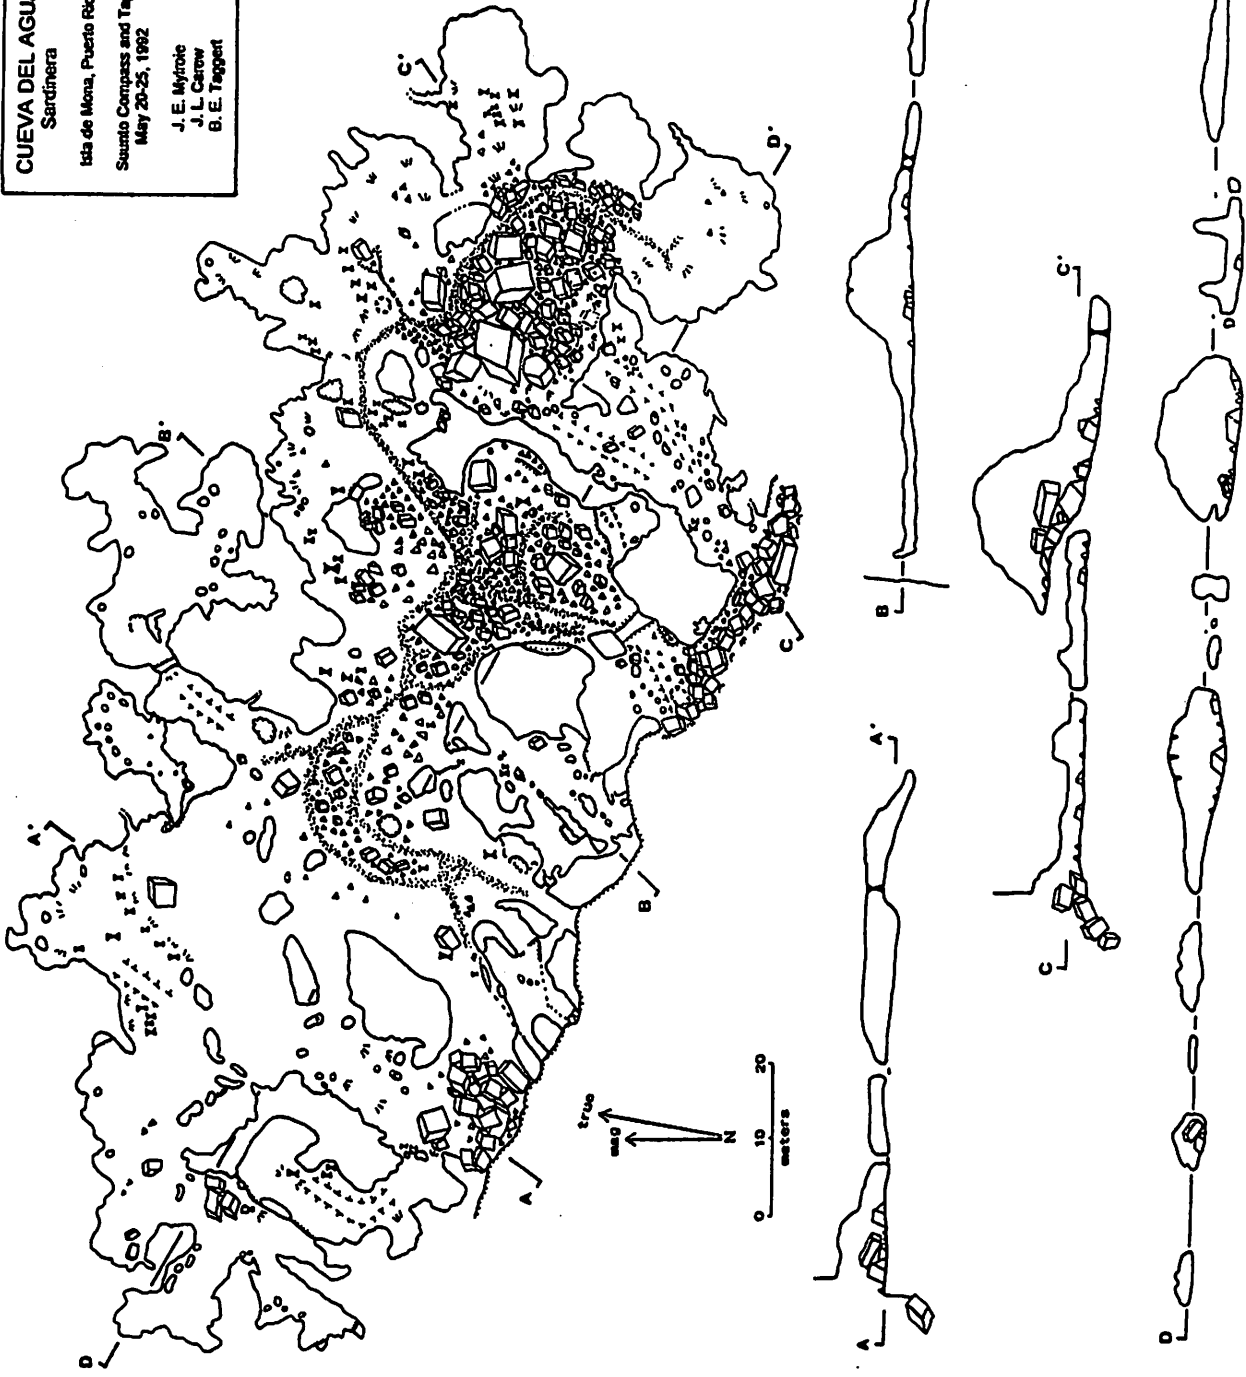 CUEVA DEL AGU
Sardinera
Isla de Mona, Puerto Ric
Suunto Compass and Ta
May 20-25, 1992
J. E. Mylroie
J. L. Carew
B. E. Taggert
A'
B'
C'
D'
D
A
B
C
true
mag
N
0 10 20
meters
A
A'
B
C
C'
D
D
D